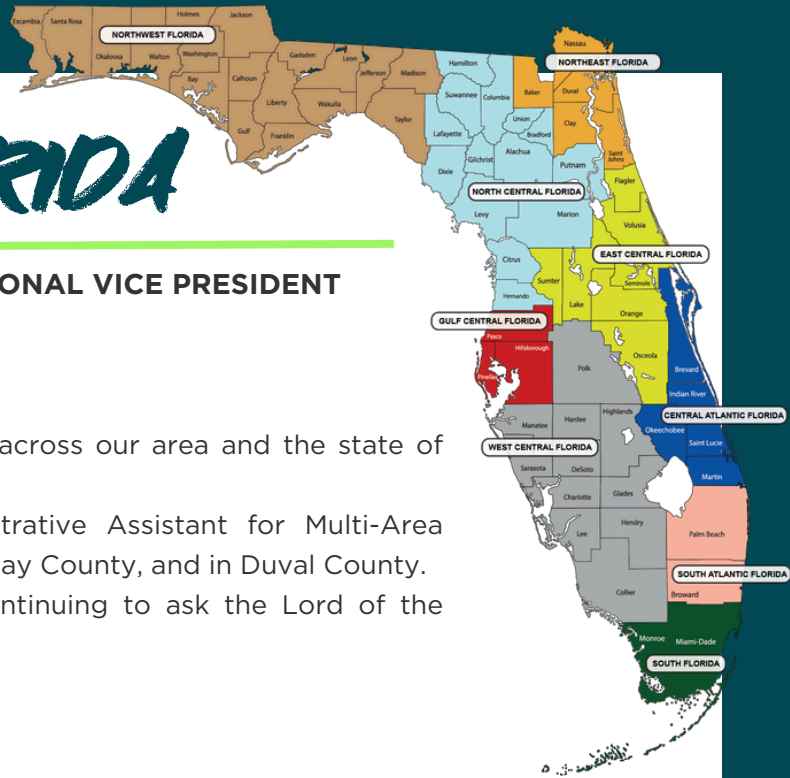 Escambia
Santa Rosa
Holmes
Jackson
NORTHWEST FLORIDA
Okaloosa
Walton
Washington
Bay
Calhoun
Gadsden
Leon
Jefferson
Madison
Liberty
Wakulla
Gulf
Franklin
Taylor
Hamilton
Suwannee
Columbia
Lafayette
Dixie
Gilchrist
Union
Bradford
Alachua
Putnam
NORTH CENTRAL FLORIDA
Levy
Marion
Citrus
Hernando
Nassau
NORTHEAST FLORIDA
Baker
Duval
Clay
Saint
Johns
Flagler
Volusia
EAST CENTRAL FLORIDA
Sumter
Lake
Seminole
Orange
Osceola
GULF CENTRAL FLORIDA
Pasco
Hillsborough
Pinellas
Polk
Manatee
Hardee
Highlands
WEST CENTRAL FLORIDA
Sarasota
DeSoto
Charlotte
Glades
Lee
Hendry
Collier
Brevard
Indian River
CENTRAL ATLANTIC FLORIDA
Okeechobee
Saint Lucie
Martin
Palm Beach
SOUTH ATLANTIC FLORIDA
Broward
Monroe
Miami-Dade
SOUTH FLORIDA
RIDA
ONAL VICE PRESIDENT
across our area and the state of
trative Assistant for Multi-Area
ay County, and in Duval County.
ntinuing to ask the Lord of the